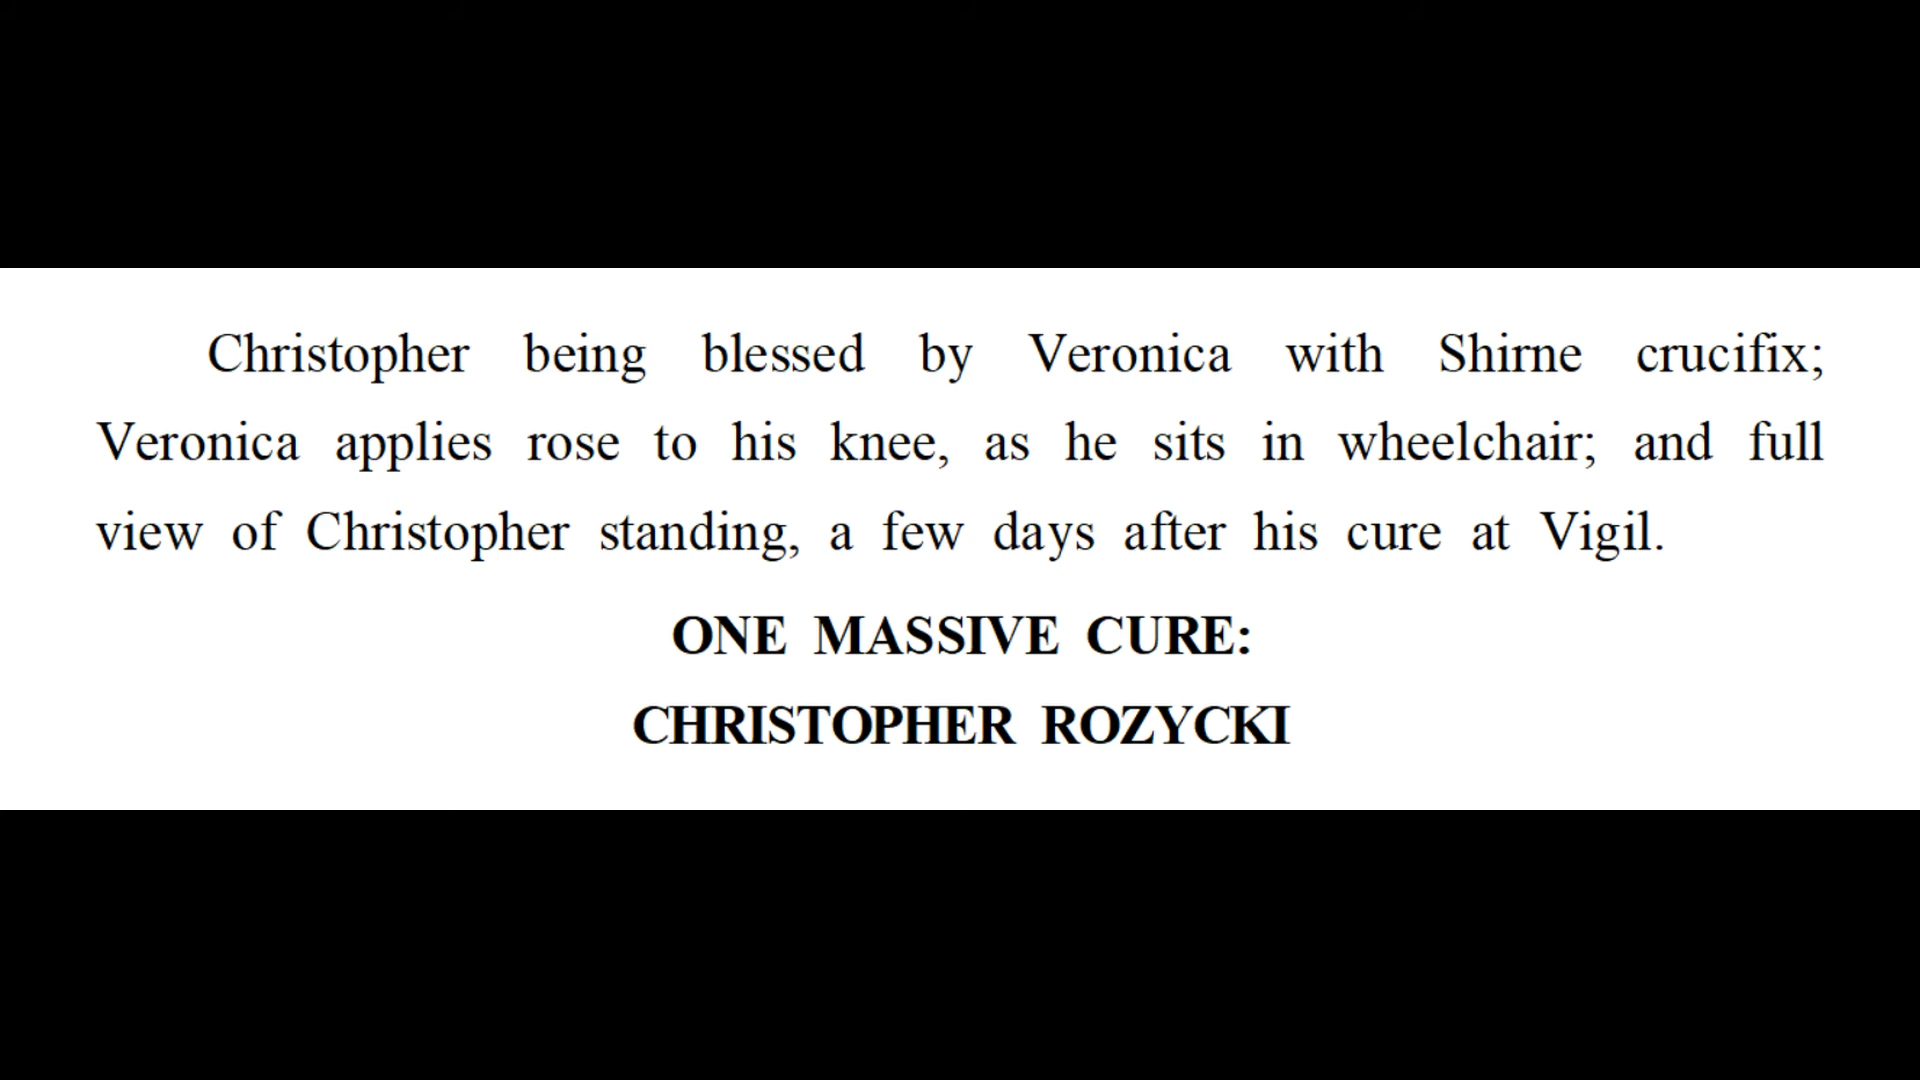 Christopher being blessed by Veronica with Shirne crucifix;
Veronica applies rose to his knee, as he sits in wheelchair; and full
view of Christopher standing, a few days after his cure at Vigil.
ONE MASSIVE CURE:
CHRISTOPHER ROZYCKI